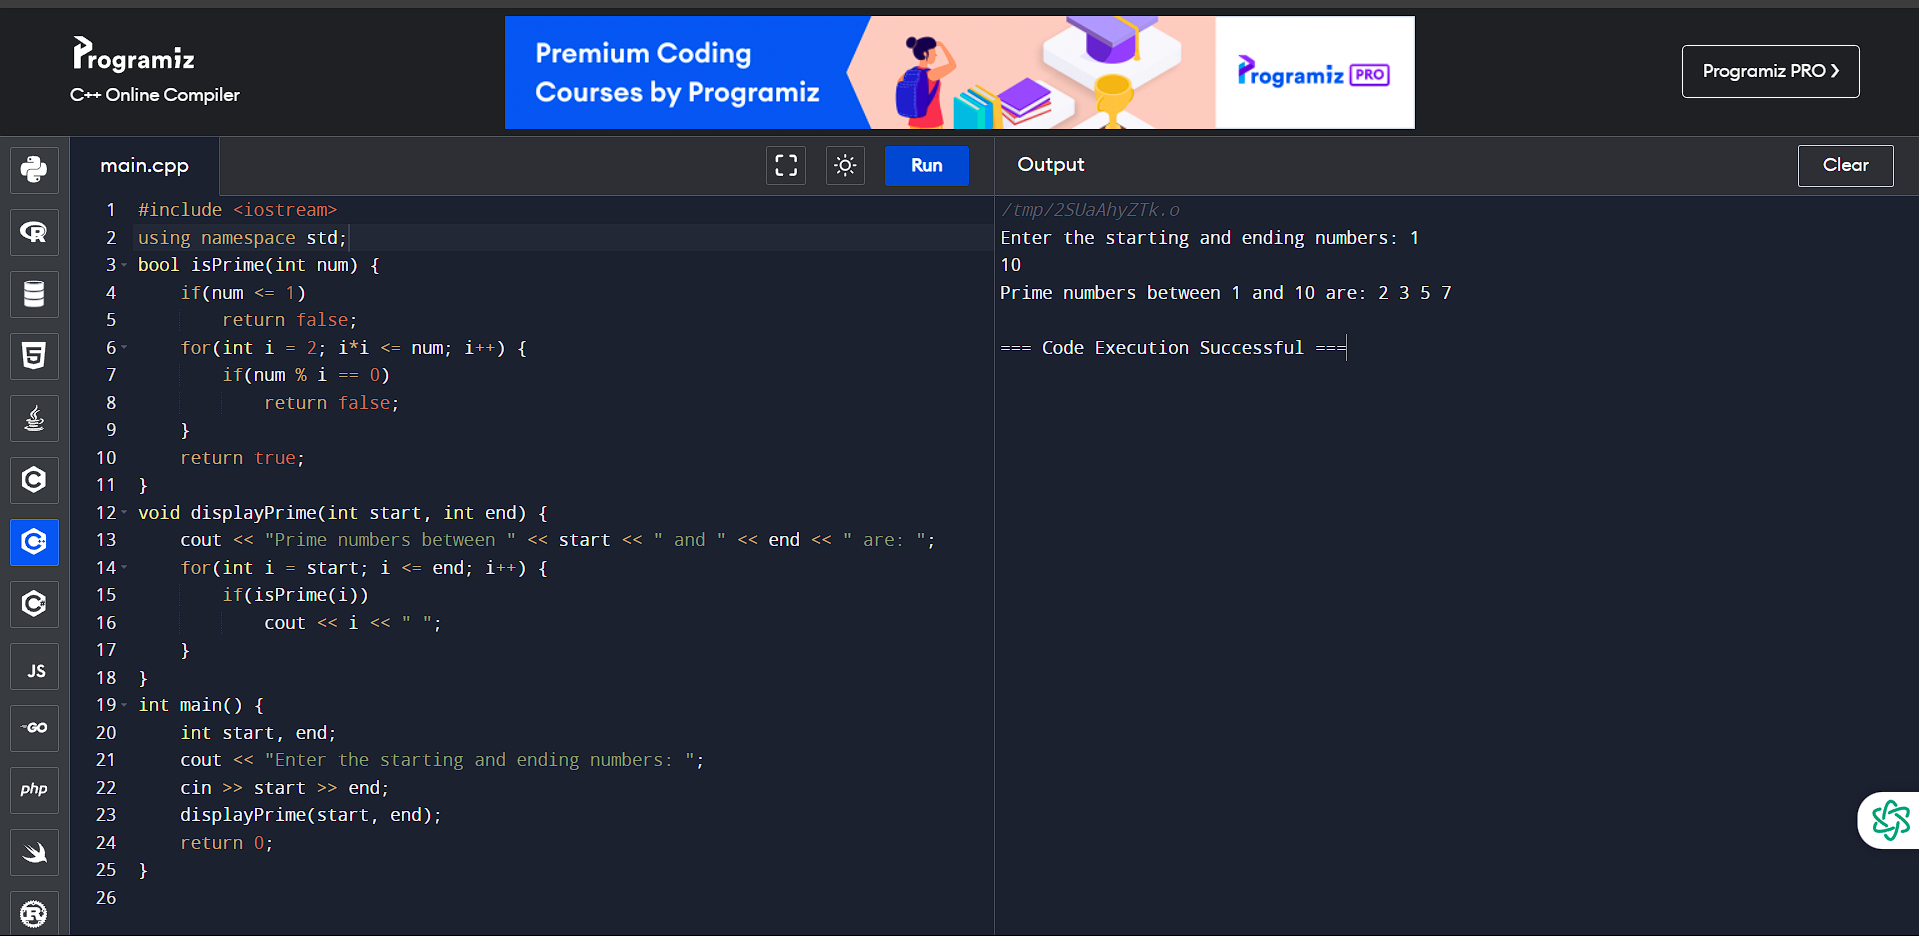 Programiz
C++ Online Compiler
Premium Coding
Courses by Programiz
Programiz PRO
Programiz PRO ❯
main.cpp
Run
Output
Clear
1 #include <iostream>
2 using namespace std;
3 bool isPrime(int num) {
4     if(num <= 1)
5         return false;
6     for(int i = 2; i*i <= num; i++) {
7         if(num % i == 0)
8             return false;
9     }
10     return true;
11 }
12 void displayPrime(int start, int end) {
13     cout << "Prime numbers between " << start << " and " << end << " are: ";
14     for(int i = start; i <= end; i++) {
15         if(isPrime(i))
16             cout << i << " ";
17     }
18 }
19 int main() {
20     int start, end;
21     cout << "Enter the starting and ending numbers: ";
22     cin >> start >> end;
23     displayPrime(start, end);
24     return 0;
25 }
26
/tmp/2SUaAhyZTk.o
Enter the starting and ending numbers: 1
10
Prime numbers between 1 and 10 are: 2 3 5 7
=== Code Execution Successful ===
R
5
C
C++
C#
JS
GO
php
R